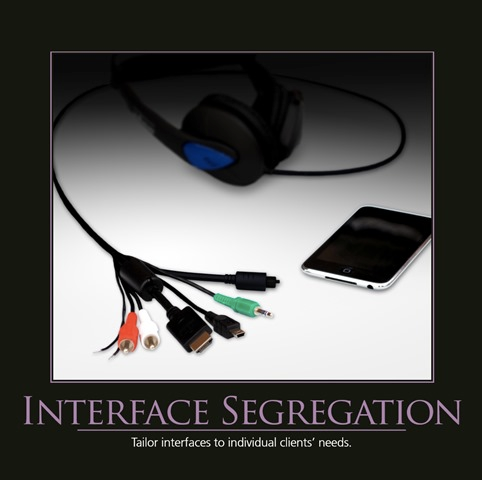 INTERFACE SEGREGATION
Tailor interfaces to individual clients' needs.